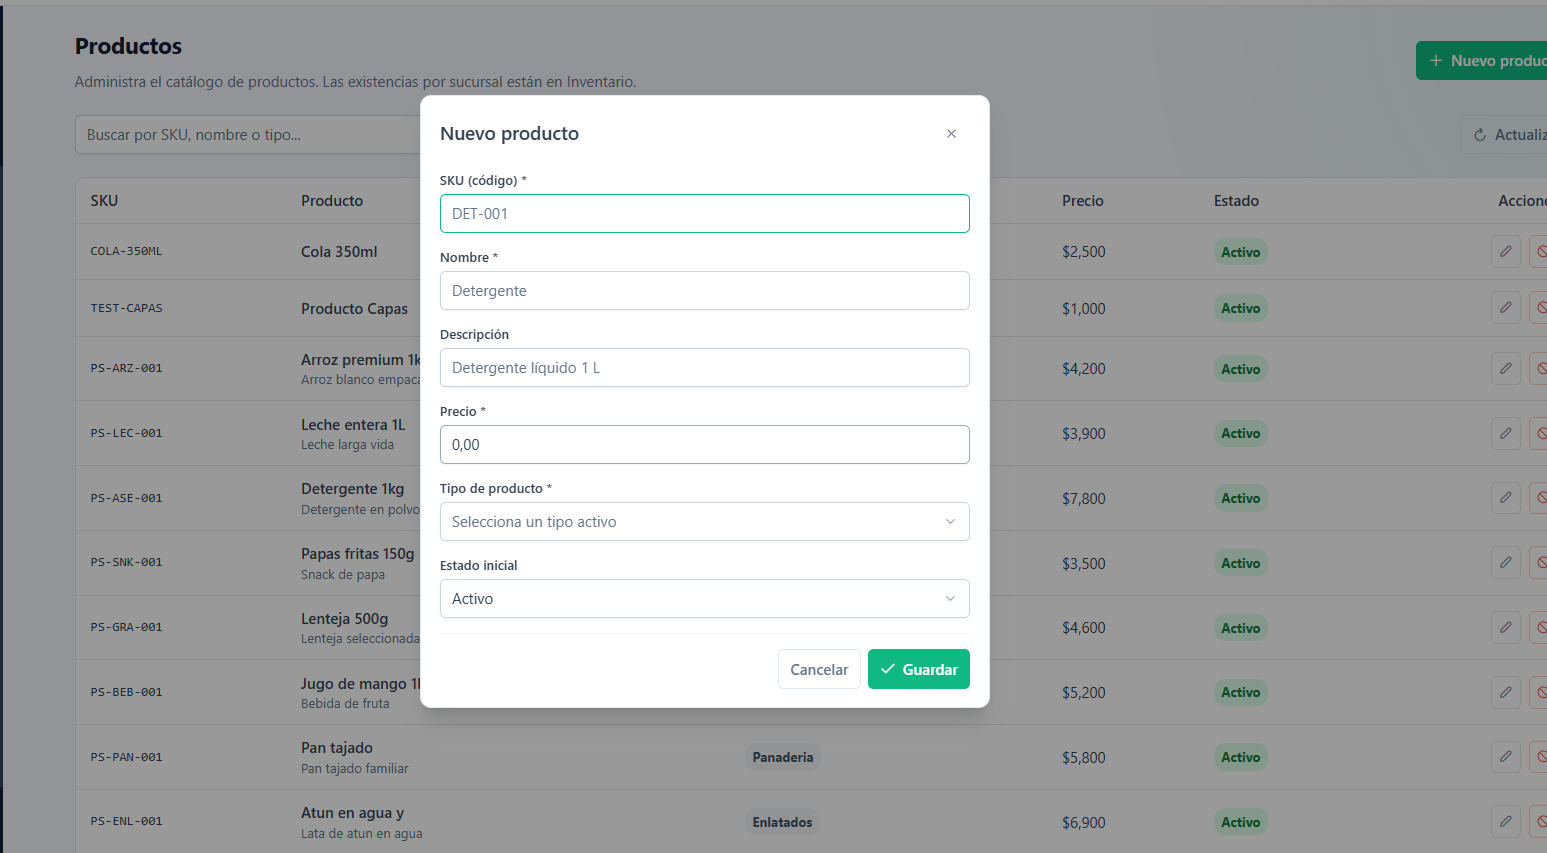 Productos
+ Nuevo produc
Administra el catálogo de productos. Las existencias por sucursal están en Inventario.
Buscar por SKU, nombre o tipo...
Actualiz
SKU Producto Precio Estado Accione
COLA-350ML Cola 350ml $2,500 Activo
TEST-CAPAS Producto Capas $1,000 Activo
PS-ARZ-001 Arroz premium 1k $4,200 Activo
Arroz blanco empaca
PS-LEC-001 Leche entera 1L $3,900 Activo
Leche larga vida
PS-ASE-001 Detergente 1kg $7,800 Activo
Detergente en polvo
PS-SNK-001 Papas fritas 150g $3,500 Activo
Snack de papa
PS-GRA-001 Lenteja 500g $4,600 Activo
Lenteja seleccionada
PS-BEB-001 Jugo de mango 1l $5,200 Activo
Bebida de fruta
PS-PAN-001 Pan tajado Panaderia $5,800 Activo
Pan tajado familiar
PS-ENL-001 Atun en agua y Enlatados $6,900 Activo
Lata de atun en agua
Nuevo producto
SKU (código) *
DET-001
Nombre *
Detergente
Descripción
Detergente líquido 1 L
Precio *
0,00
Tipo de producto *
Selecciona un tipo activo
Estado inicial
Activo
Cancelar
Guardar